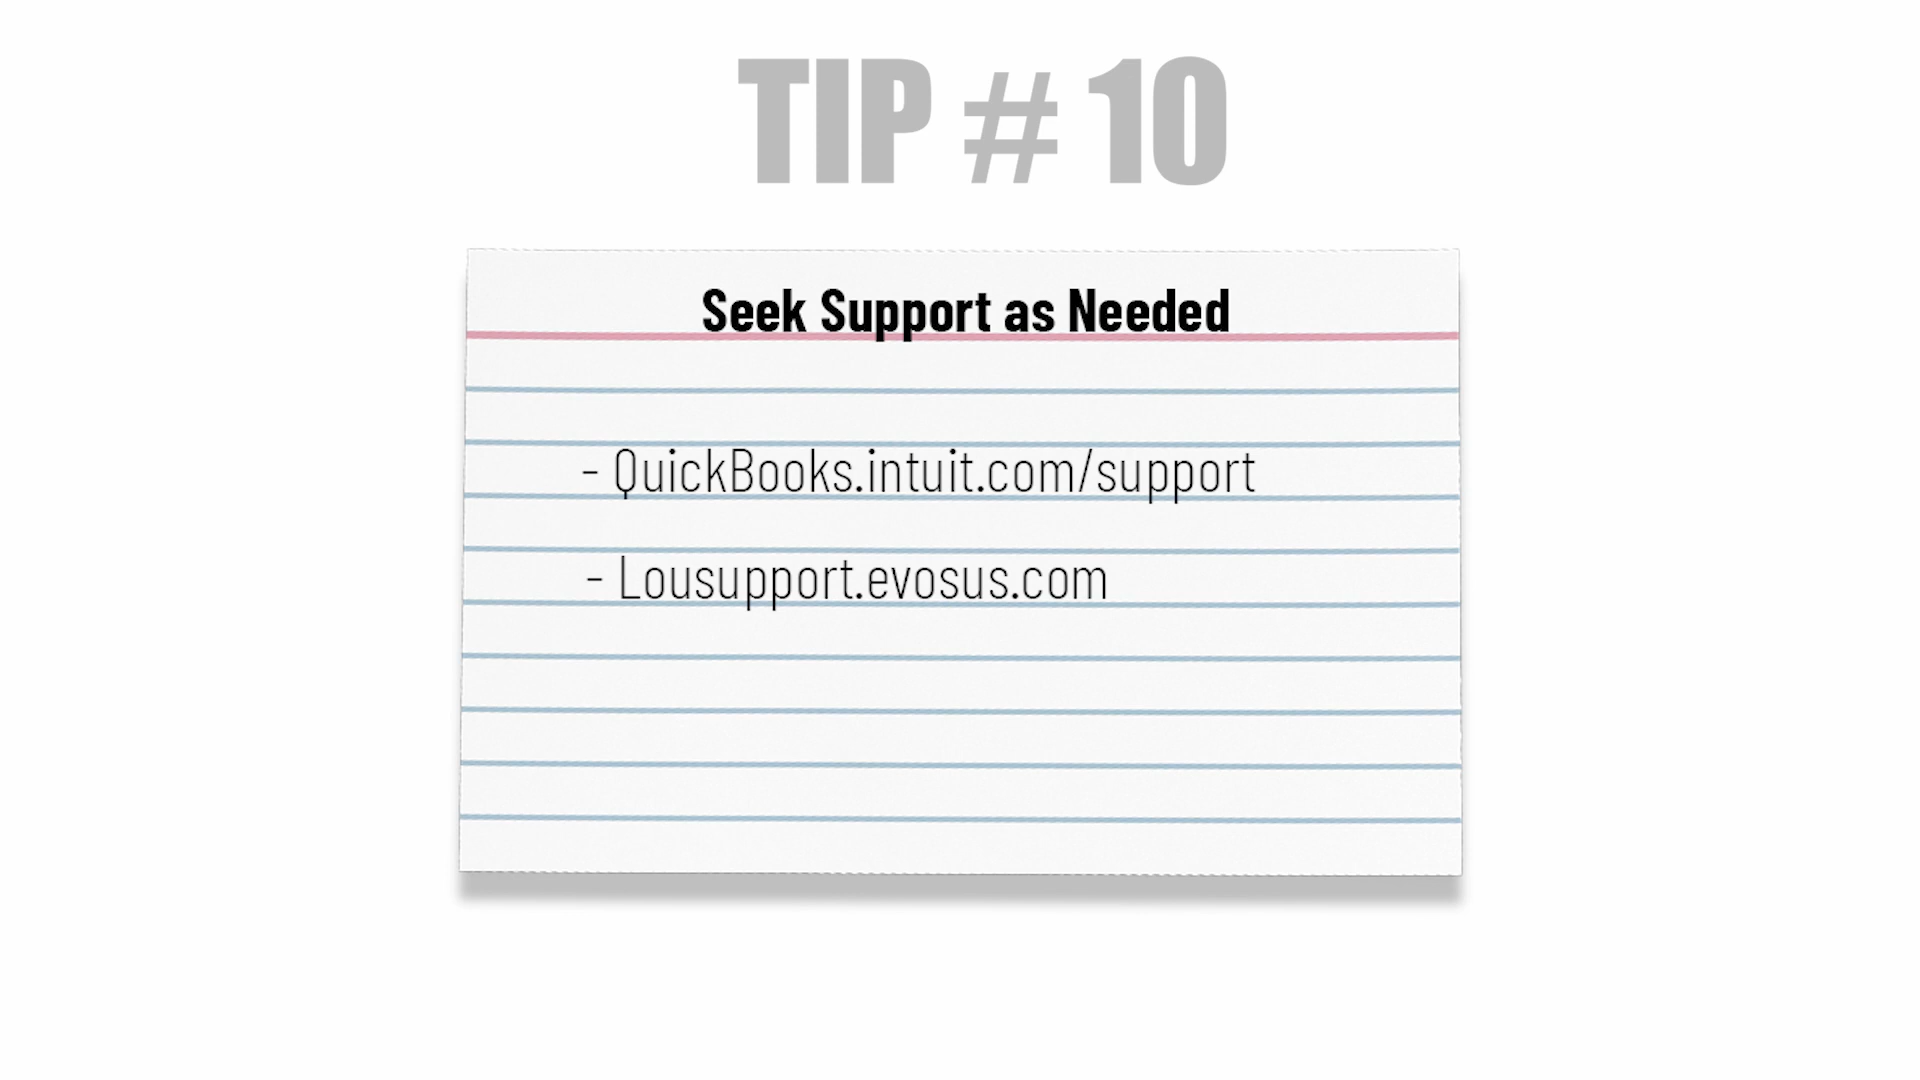 TIP # 10
Seek Support as Needed
- QuickBooks.intuit.com/support
- Lousupport.evosus.com